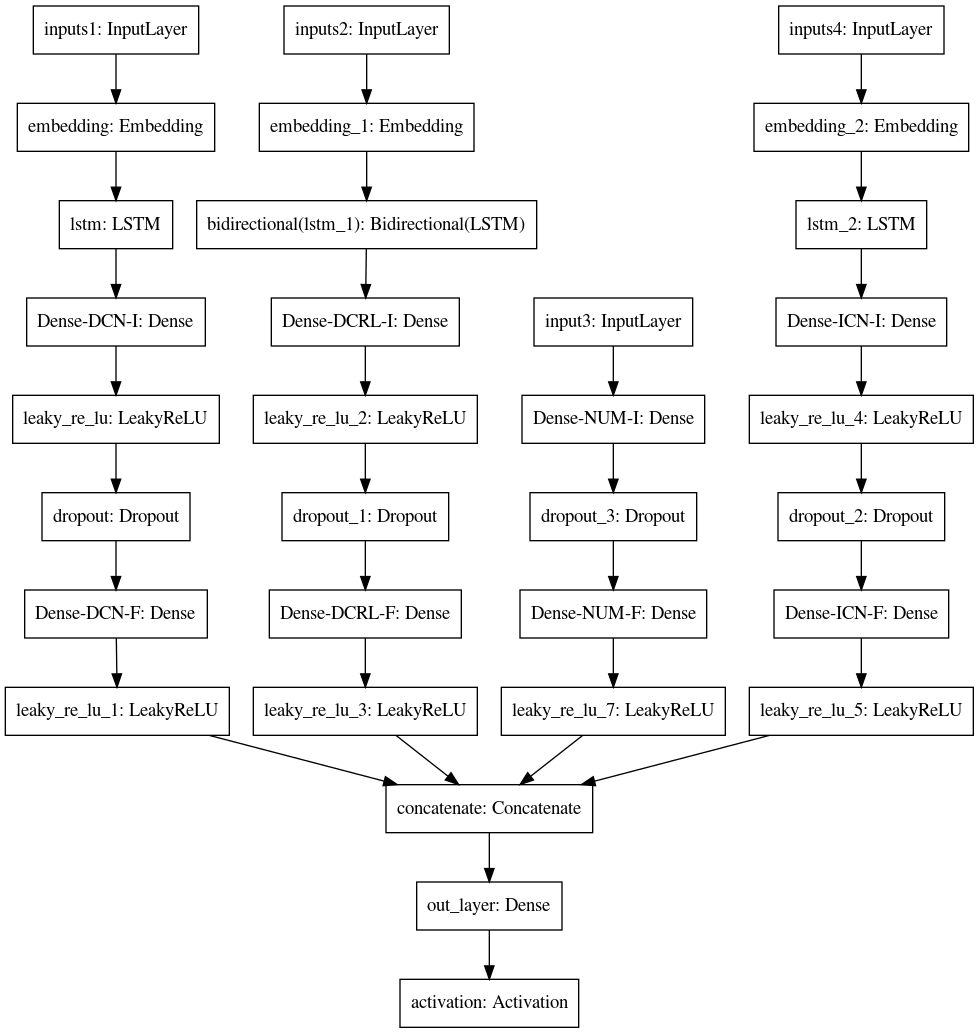 inputs1: InputLayer
inputs2: InputLayer
inputs4: InputLayer
embedding: Embedding
embedding_1: Embedding
embedding_2: Embedding
lstm: LSTM
bidirectional(lstm_1): Bidirectional(LSTM)
lstm_2: LSTM
Dense-DCN-I: Dense
Dense-DCRL-I: Dense
input3: InputLayer
Dense-ICN-I: Dense
leaky_re_lu: LeakyReLU
leaky_re_lu_2: LeakyReLU
Dense-NUM-I: Dense
leaky_re_lu_4: LeakyReLU
dropout: Dropout
dropout_1: Dropout
dropout_3: Dropout
dropout_2: Dropout
Dense-DCN-F: Dense
Dense-DCRL-F: Dense
Dense-NUM-F: Dense
Dense-ICN-F: Dense
leaky_re_lu_1: LeakyReLU
leaky_re_lu_3: LeakyReLU
leaky_re_lu_7: LeakyReLU
leaky_re_lu_5: LeakyReLU
concatenate: Concatenate
out_layer: Dense
activation: Activation